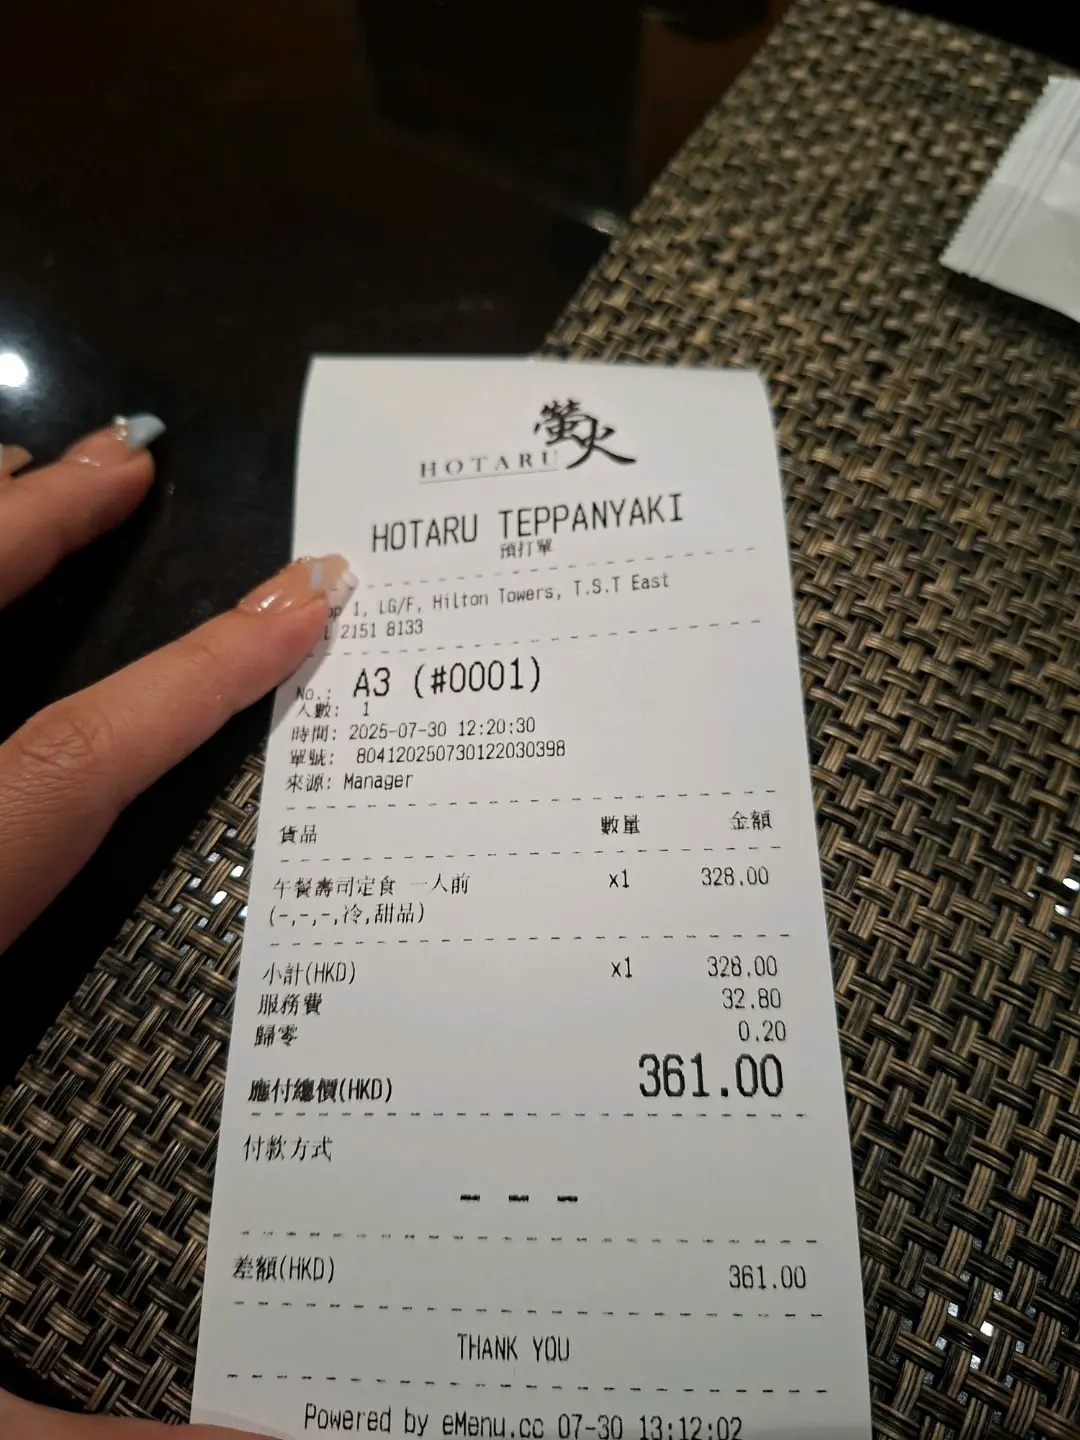 螢火
HOTARU
HOTARU TEPPANYAKI
預打單
1, LG/F, Hilton Towers, T.S.T East
2151 8133
No.: A3 (#0001)
人數: 1
時間: 2025-07-30 12:20:30
單號: 804120250730122030398
來源: Manager
貨品 數量 金額
午餐壽司定食 一人前 x1 328.00
(-,-,-,冷,甜品)
小計(HKD) x1 328.00
服務費 32.80
歸零 0.20
應付總價(HKD) 361.00
付款方式
- - -
差額(HKD) 361.00
THANK YOU
Powered by eMenu.cc 07-30 13:12:02